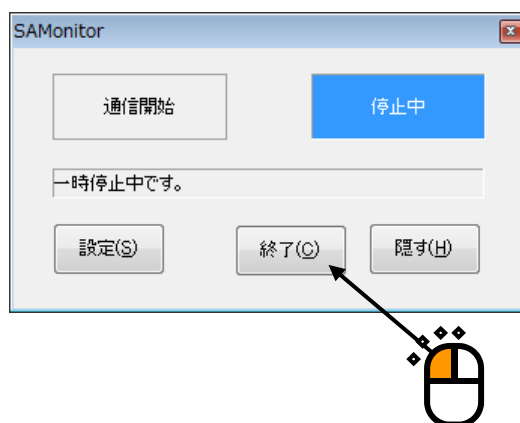 SAMonitor
通信開始
停止中
一時停止中です。
設定(S)
終了(C)
隠す(H)